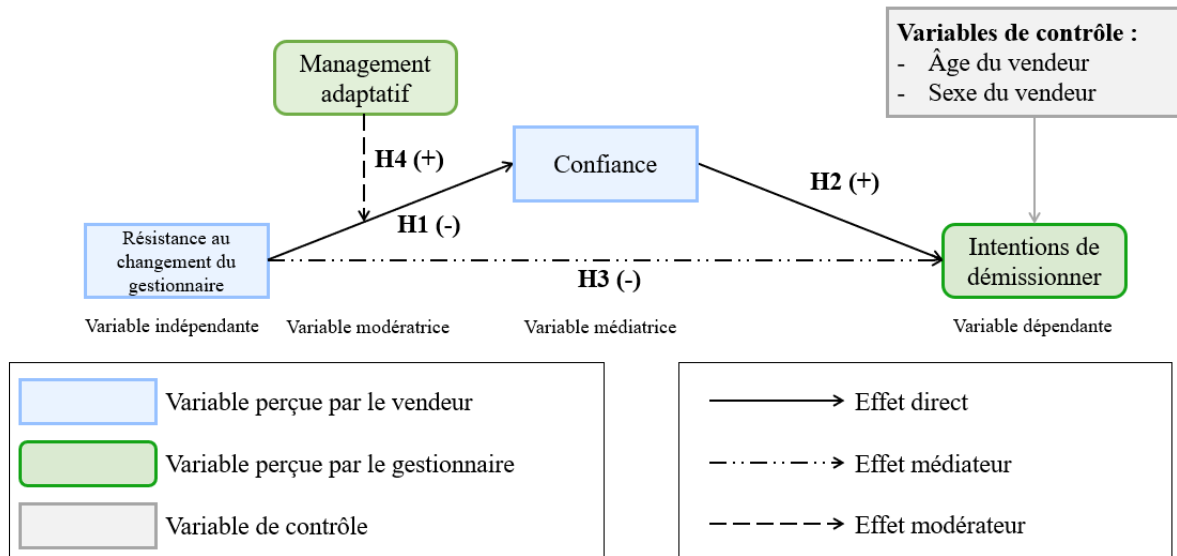 Variables de contrôle :
- Âge du vendeur
- Sexe du vendeur
Management
adaptatif
H4 (+)
Confiance
H2 (+)
H1 (-)
Résistance au
changement du
gestionnaire
H3 (-)
Intentions de
démissionner
Variable indépendante
Variable modératrice
Variable médiatrice
Variable dépendante
Variable perçue par le vendeur
Variable perçue par le gestionnaire
Variable de contrôle
Effet direct
Effet médiateur
Effet modérateur